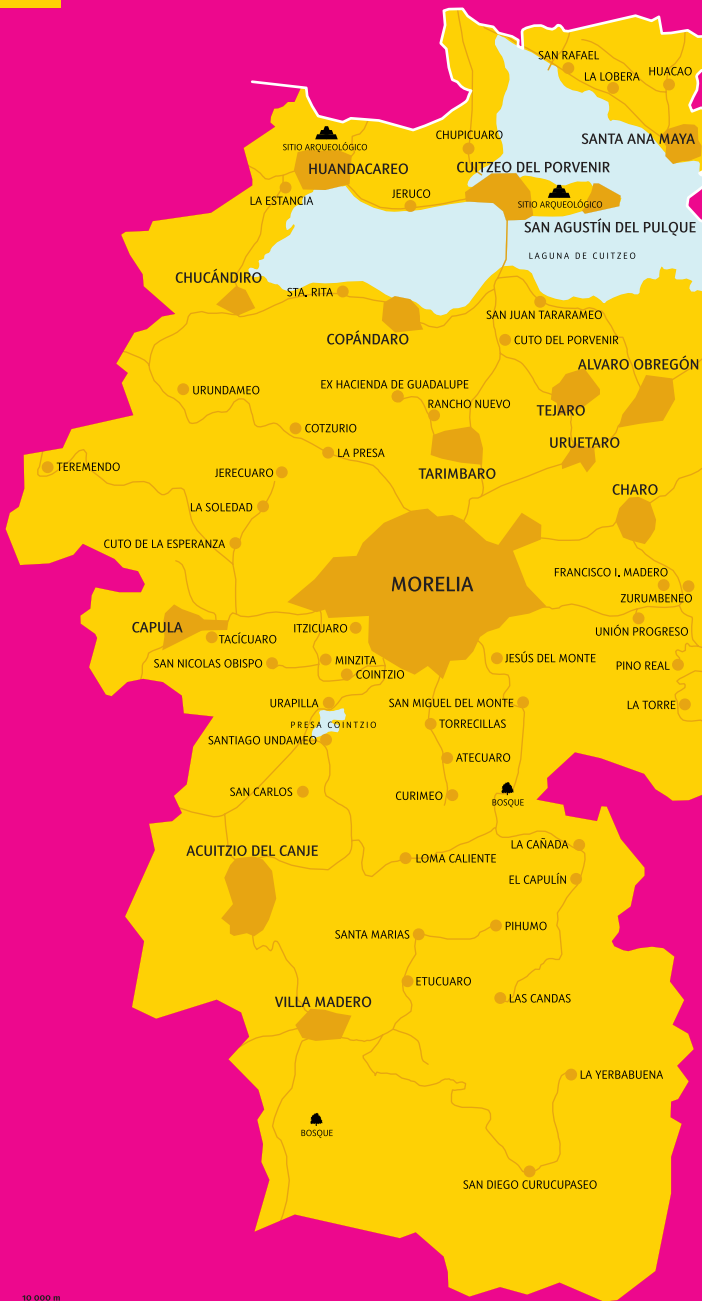 SAN RAFAEL
LA LOBERA
HUACAO
SITIO ARQUEOLÓGICO
CHUPICUARO
SANTA ANA MAYA
HUANDACAREO
CUITZEO DEL PORVENIR
LA ESTANCIA
JERUCO
SITIO ARQUEOLÓGICO
SAN AGUSTÍN DEL PULQUE
LAGUNA DE CUITZEO
CHUCÁNDIRO
STA. RITA
SAN JUAN TARARAMEO
COPÁNDARO
CUTO DEL PORVENIR
ALVARO OBREGÓN
URUNDAMEO
EX HACIENDA DE GUADALUPE
RANCHO NUEVO
TEJARO
COTZURIO
URUETARO
LA PRESA
TEREMENDO
JERECUARO
TARIMBARO
CHARO
LA SOLEDAD
CUTO DE LA ESPERANZA
FRANCISCO I. MADERO
MORELIA
ZURUMBENEO
CAPULA
ITZICUARO
UNIÓN PROGRESO
TACÍCUARO
SAN NICOLAS OBISPO
MINZITA
JESÚS DEL MONTE
PINO REAL
COINTZIO
URAPILLA
SAN MIGUEL DEL MONTE
LA TORRE
PRESA COINTZIO
TORRECILLAS
SANTIAGO UNDAMEO
ATECUARO
SAN CARLOS
CURIMEO
BOSQUE
LA CAÑADA
ACUITZIO DEL CANJE
LOMA CALIENTE
EL CAPULÍN
PIHUMO
SANTA MARIAS
ETUCUARO
LAS CANDAS
VILLA MADERO
LA YERBABUENA
BOSQUE
SAN DIEGO CURUCUPASEO
10 000 m